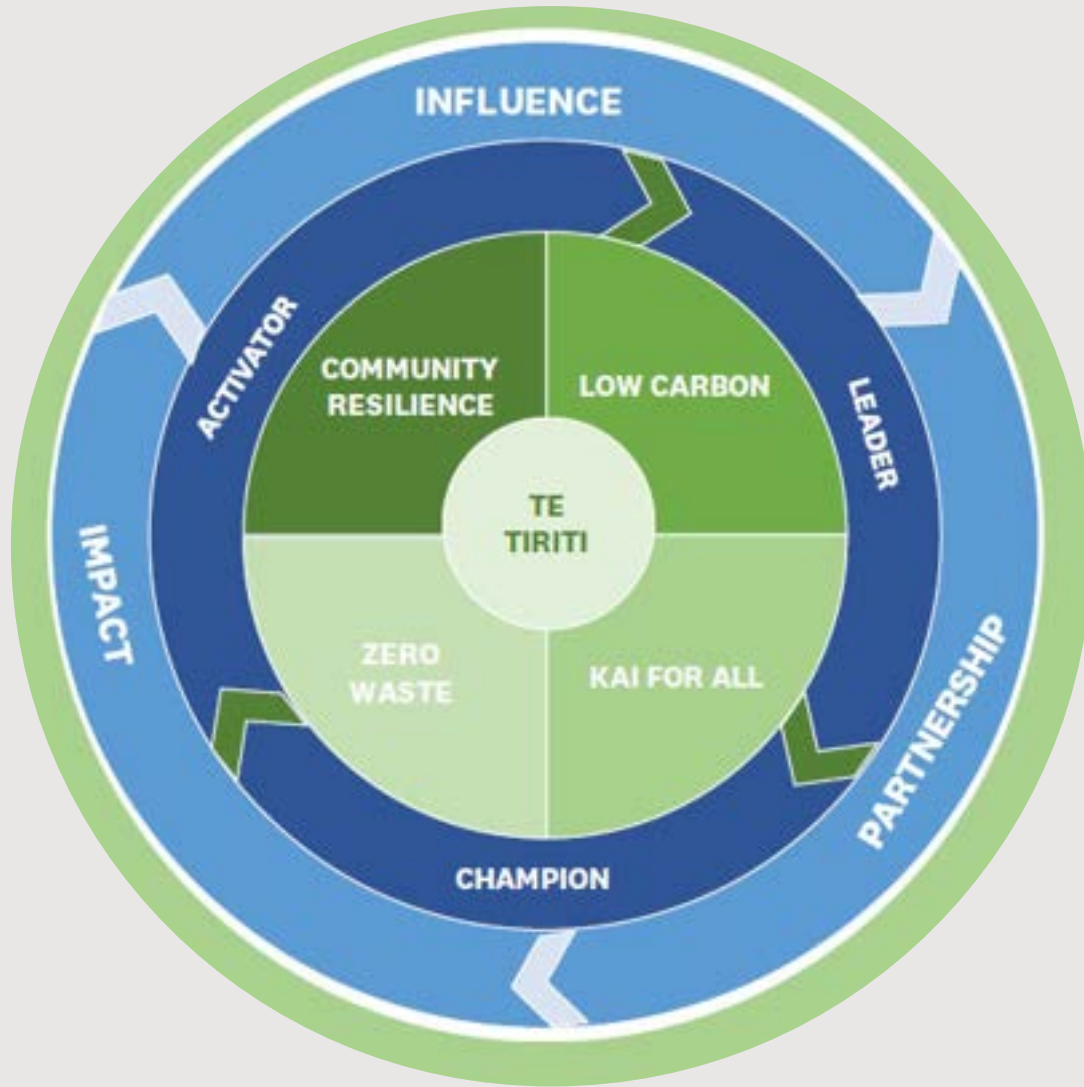 INFLUENCE
ACTIVATOR
LEADER
COMMUNITY
RESILIENCE
LOW CARBON
TE
TIRITI
IMPACT
ZERO
WASTE
KAI FOR ALL
PARTNERSHIP
CHAMPION